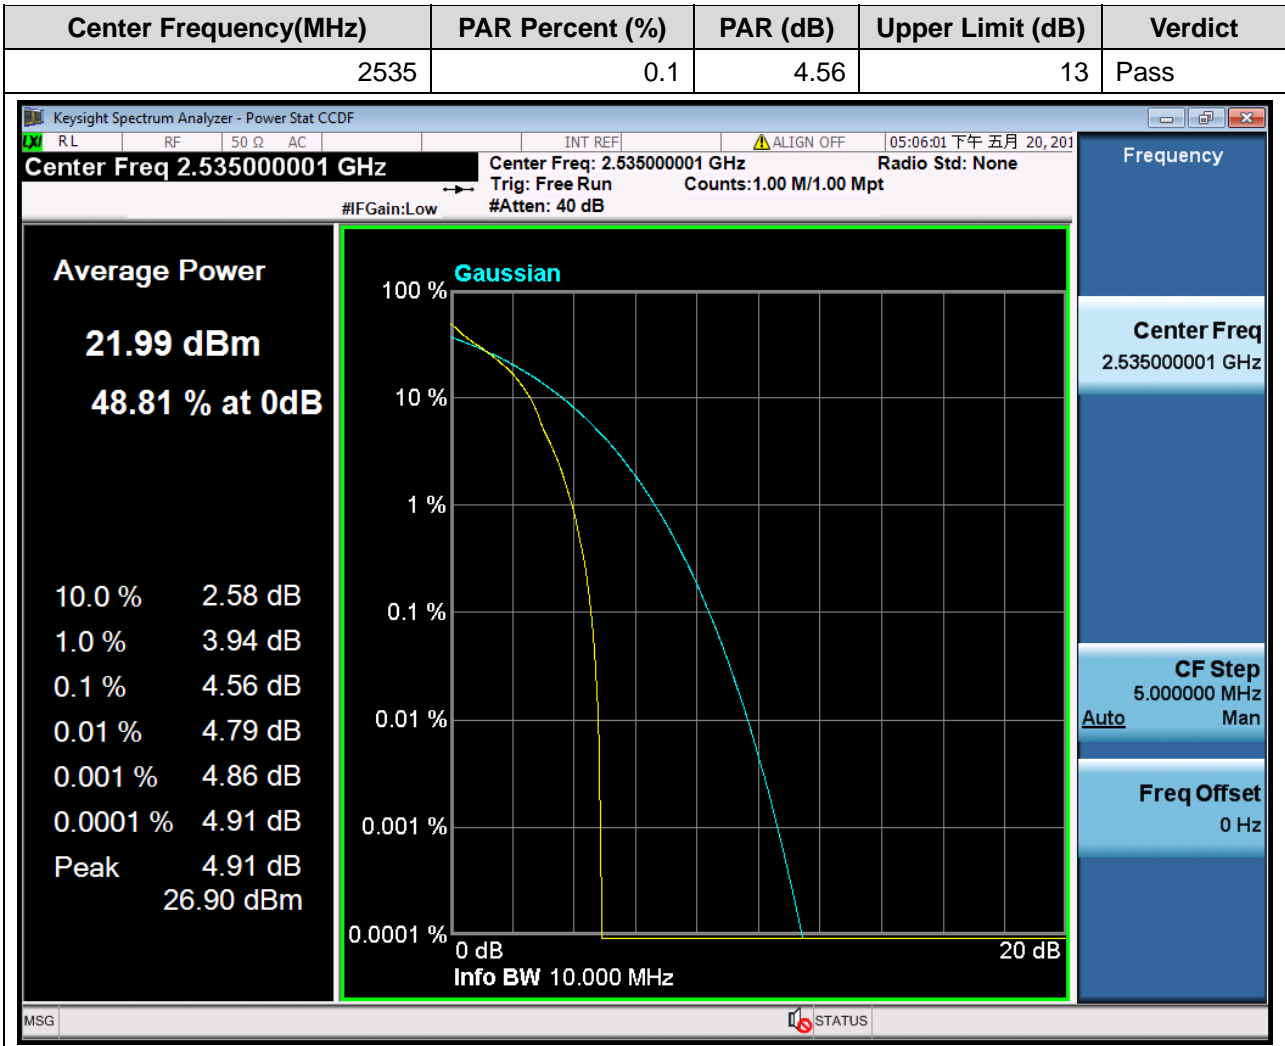 Center Frequency(MHz) PAR Percent (%) PAR (dB) Upper Limit (dB) Verdict
2535 0.1 4.56 13 Pass
Keysight Spectrum Analyzer - Power Stat CCDF
LXI RL RF 50 Ω AC INT REF ALIGN OFF 05:06:01 下午 五月 20, 201
Center Freq 2.535000001 GHz
Center Freq: 2.535000001 GHz Radio Std: None
Trig: Free Run Counts:1.00 M/1.00 Mpt
#IFGain:Low #Atten: 40 dB
Frequency
Average Power
21.99 dBm
48.81 % at 0dB
10.0 % 2.58 dB
1.0 % 3.94 dB
0.1 % 4.56 dB
0.01 % 4.79 dB
0.001 % 4.86 dB
0.0001 % 4.91 dB
Peak 4.91 dB
26.90 dBm
Gaussian
100 %
10 %
1 %
0.1 %
0.01 %
0.001 %
0.0001 %
0 dB 20 dB
Info BW 10.000 MHz
Center Freq
2.535000001 GHz
CF Step
5.000000 MHz
Auto Man
Freq Offset
0 Hz
MSG STATUS